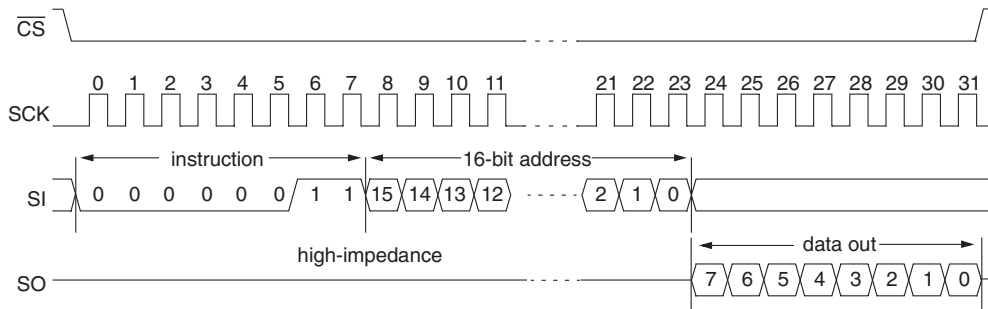 CS
0 1 2 3 4 5 6 7 8 9 10 11 21 22 23 24 25 26 27 28 29 30 31
SCK
instruction 16-bit address
SI 0 0 0 0 0 0 1 1 15 14 13 12 2 1 0
high-impedance data out
SO 7 6 5 4 3 2 1 0